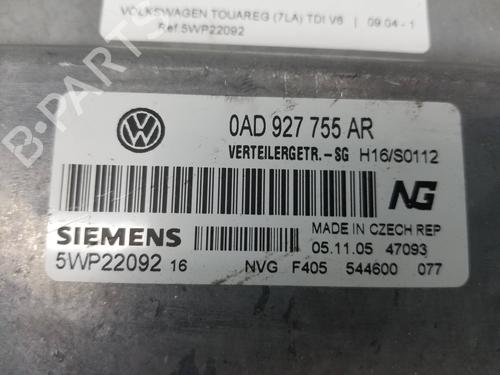 VOLKSWAGEN TOUAREG (7LA) TDI V6 | 09.04 - 1
Ref.5WP22092
B-PARTS
VW
0AD 927 755 AR
VERTEILERGETR.-SG H16/S0112
NG
MADE IN CZECH REP
SIEMENS
05.11.05 47093
5WP22092 16
NVG F405 544600 077